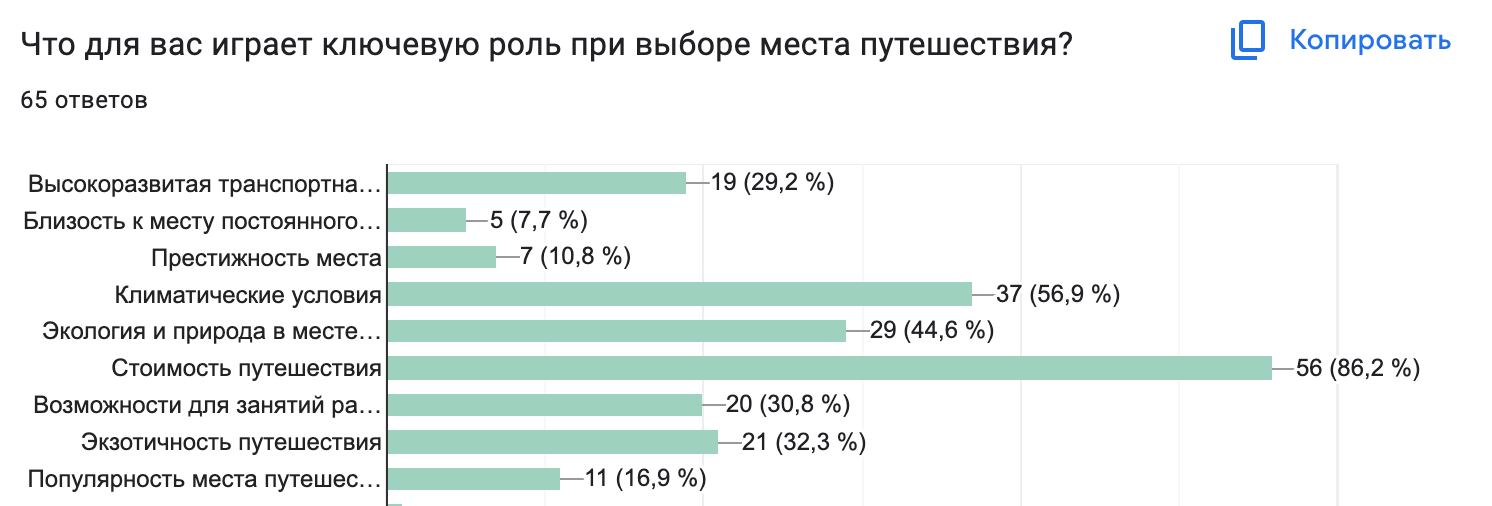 Что для вас играет ключевую роль при выборе места путешествия?
Копировать
65 ответов
Высокоразвитая транспортна… 19 (29,2 %)
Близость к месту постоянного… 5 (7,7 %)
Престижность места 7 (10,8 %)
Климатические условия 37 (56,9 %)
Экология и природа в месте… 29 (44,6 %)
Стоимость путешествия 56 (86,2 %)
Возможности для занятий ра… 20 (30,8 %)
Экзотичность путешествия 21 (32,3 %)
Популярность места путешес… 11 (16,9 %)